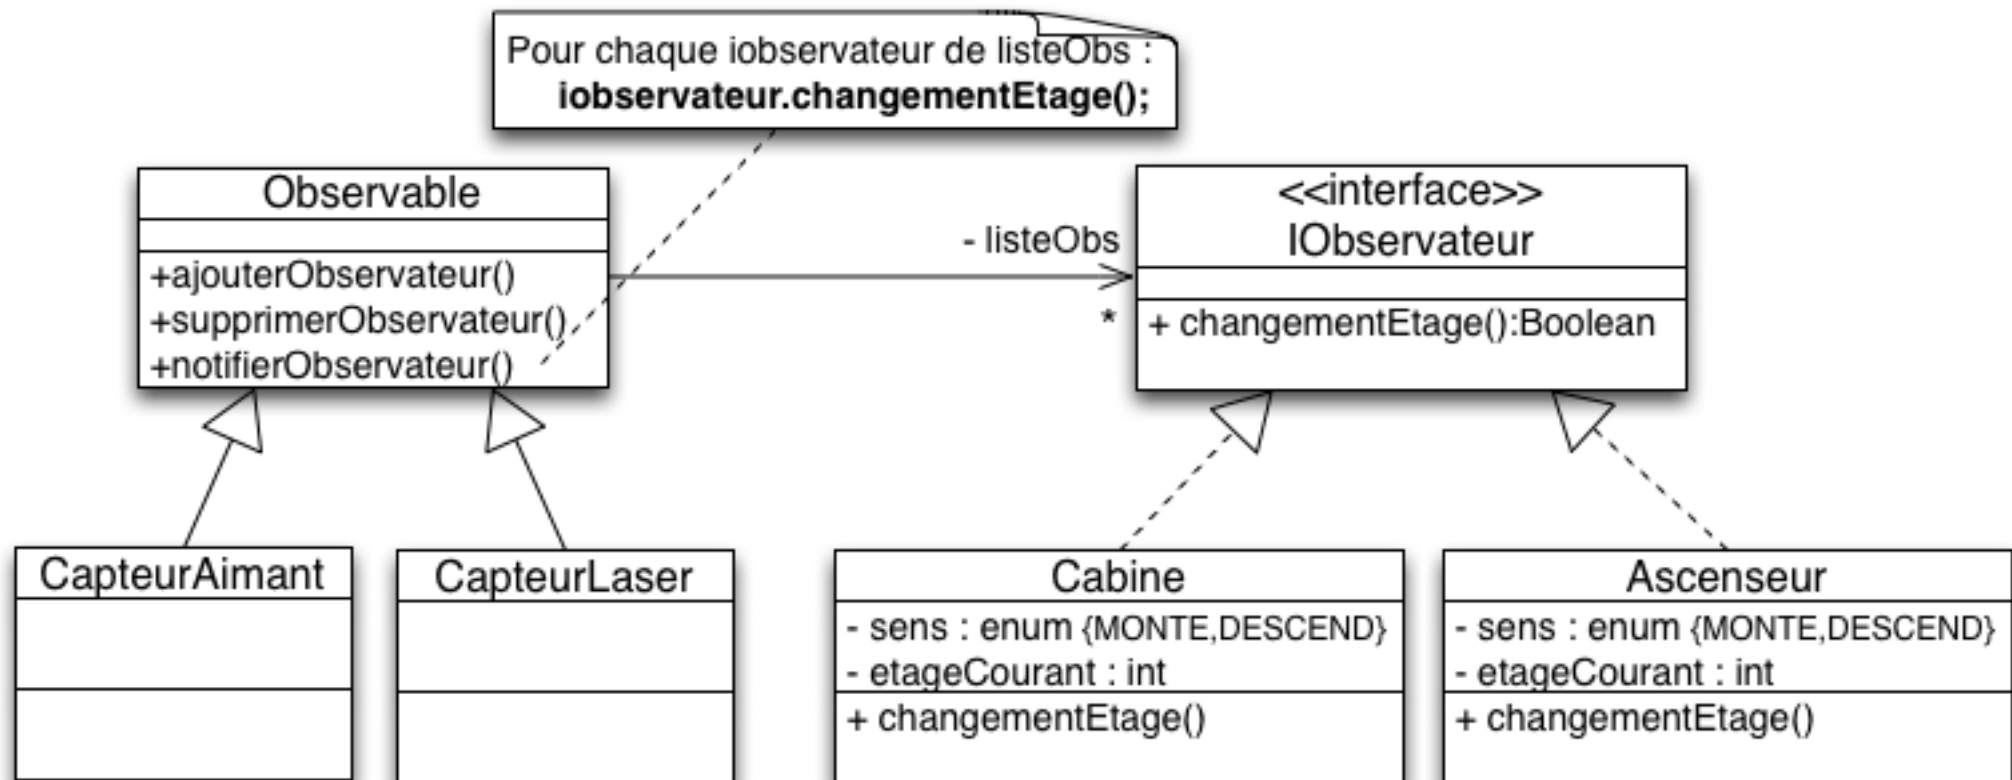 Pour chaque iobservateur de listeObs :
iobservateur.changementEtage();
Observable
+ajouterObservateur()
+supprimerObservateur()
+notifierObservateur()
- listeObs
*
<<interface>>
IObservateur
+ changementEtage():Boolean
CapteurAimant
CapteurLaser
Cabine
- sens : enum {MONTE,DESCEND}
- etageCourant : int
+ changementEtage()
Ascenseur
- sens : enum {MONTE,DESCEND}
- etageCourant : int
+ changementEtage()